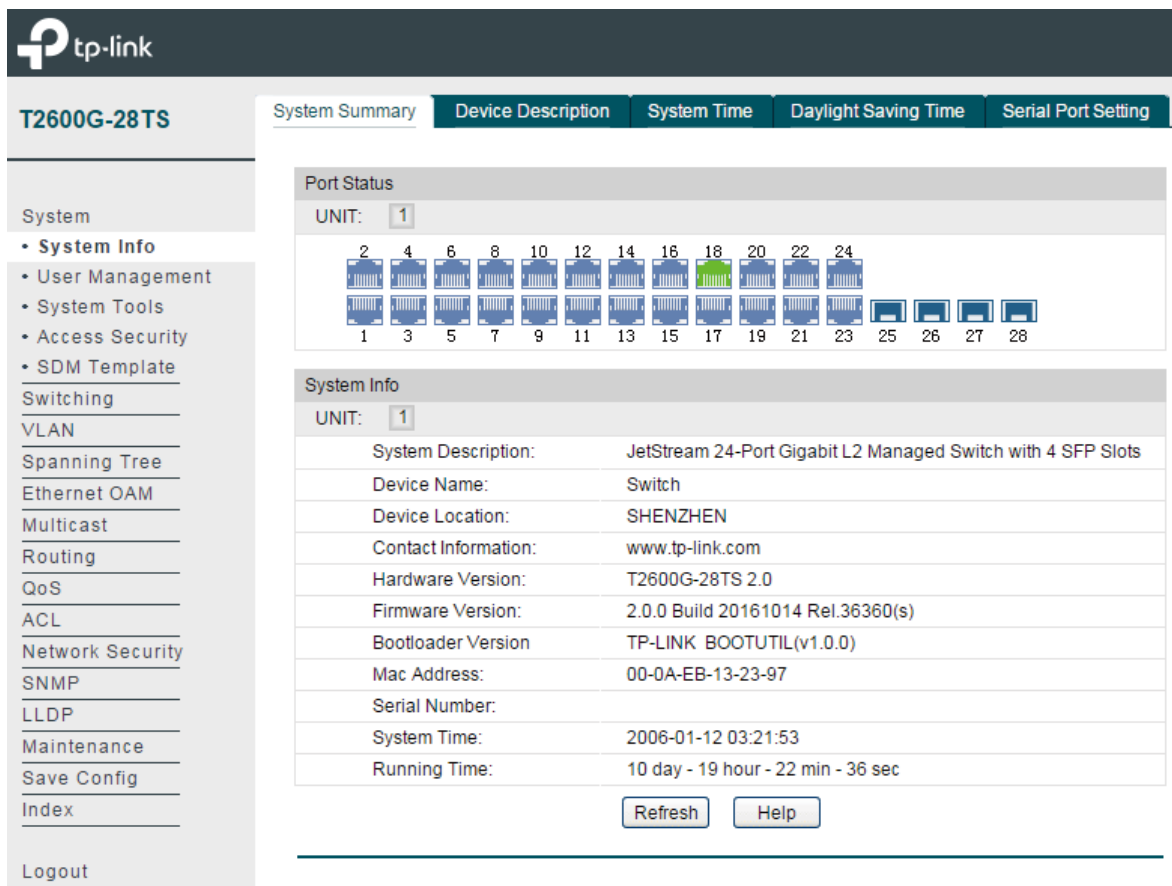 tp-link
T2600G-28TS
System Summary Device Description System Time Daylight Saving Time Serial Port Setting
System
• System Info
• User Management
• System Tools
• Access Security
• SDM Template
Switching
VLAN
Spanning Tree
Ethernet OAM
Multicast
Routing
QoS
ACL
Network Security
SNMP
LLDP
Maintenance
Save Config
Index
Logout
Port Status
UNIT: 1
2 4 6 8 10 12 14 16 18 20 22 24
1 3 5 7 9 11 13 15 17 19 21 23 25 26 27 28
System Info
UNIT: 1
System Description: JetStream 24-Port Gigabit L2 Managed Switch with 4 SFP Slots
Device Name: Switch
Device Location: SHENZHEN
Contact Information: www.tp-link.com
Hardware Version: T2600G-28TS 2.0
Firmware Version: 2.0.0 Build 20161014 Rel.36360(s)
Bootloader Version TP-LINK BOOTUTIL(v1.0.0)
Mac Address: 00-0A-EB-13-23-97
Serial Number:
System Time: 2006-01-12 03:21:53
Running Time: 10 day - 19 hour - 22 min - 36 sec
Refresh Help